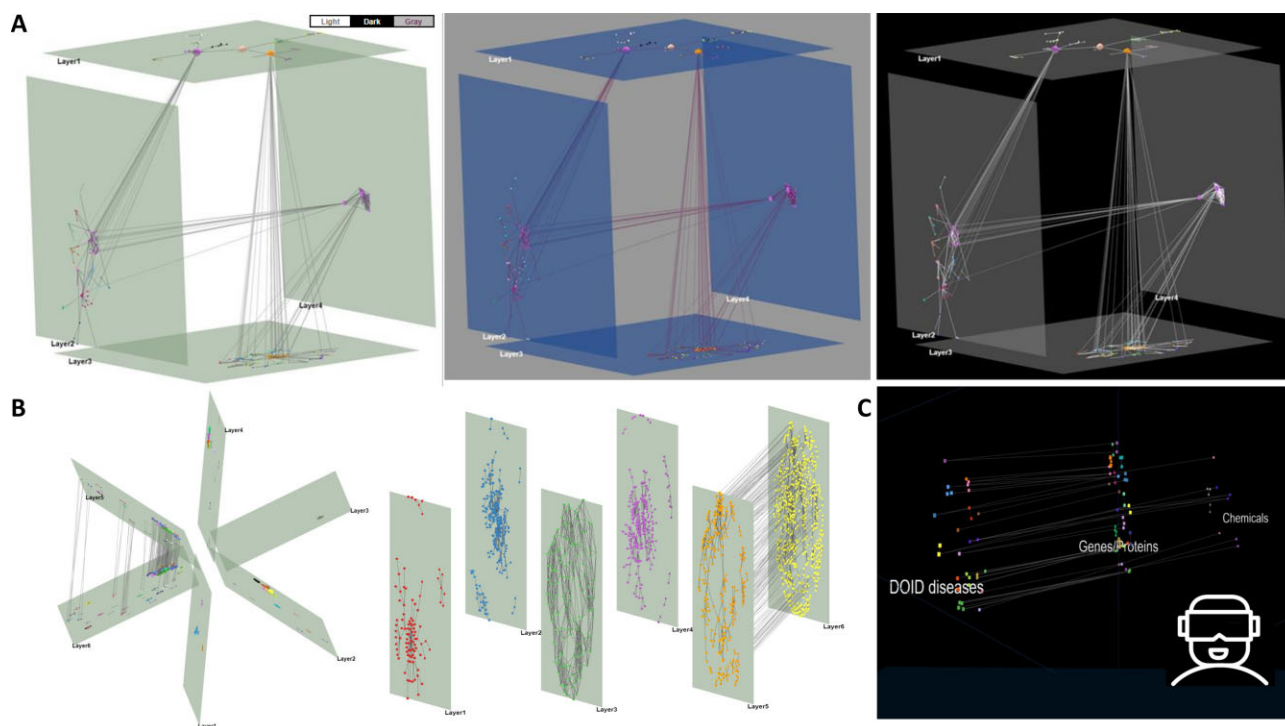 A
Light Dark Gray
Layer1
Layer4
Layer2
Layer3
Layer1
Layer4
Layer2
Layer3
Layer1
Layer4
Layer2
Layer3
B
Layer4
Layer5
Layer3
Layer6
Layer2
Layer1
Layer2
Layer3
Layer4
Layer5
Layer6
C
Chemicals
Genes/Proteins
DOID diseases